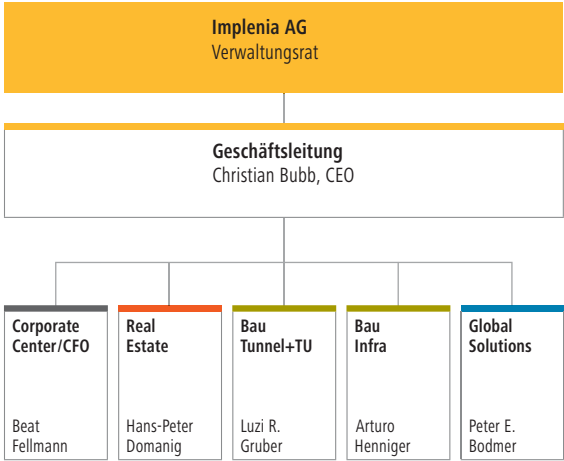 Implenia AG
Verwaltungsrat
Geschäftsleitung
Christian Bubb, CEO
Corporate
Center/CFO
Beat
Fellmann
Real
Estate
Hans-Peter
Domanig
Bau
Tunnel+TU
Luzi R.
Gruber
Bau
Infra
Arturo
Henniger
Global
Solutions
Peter E.
Bodmer